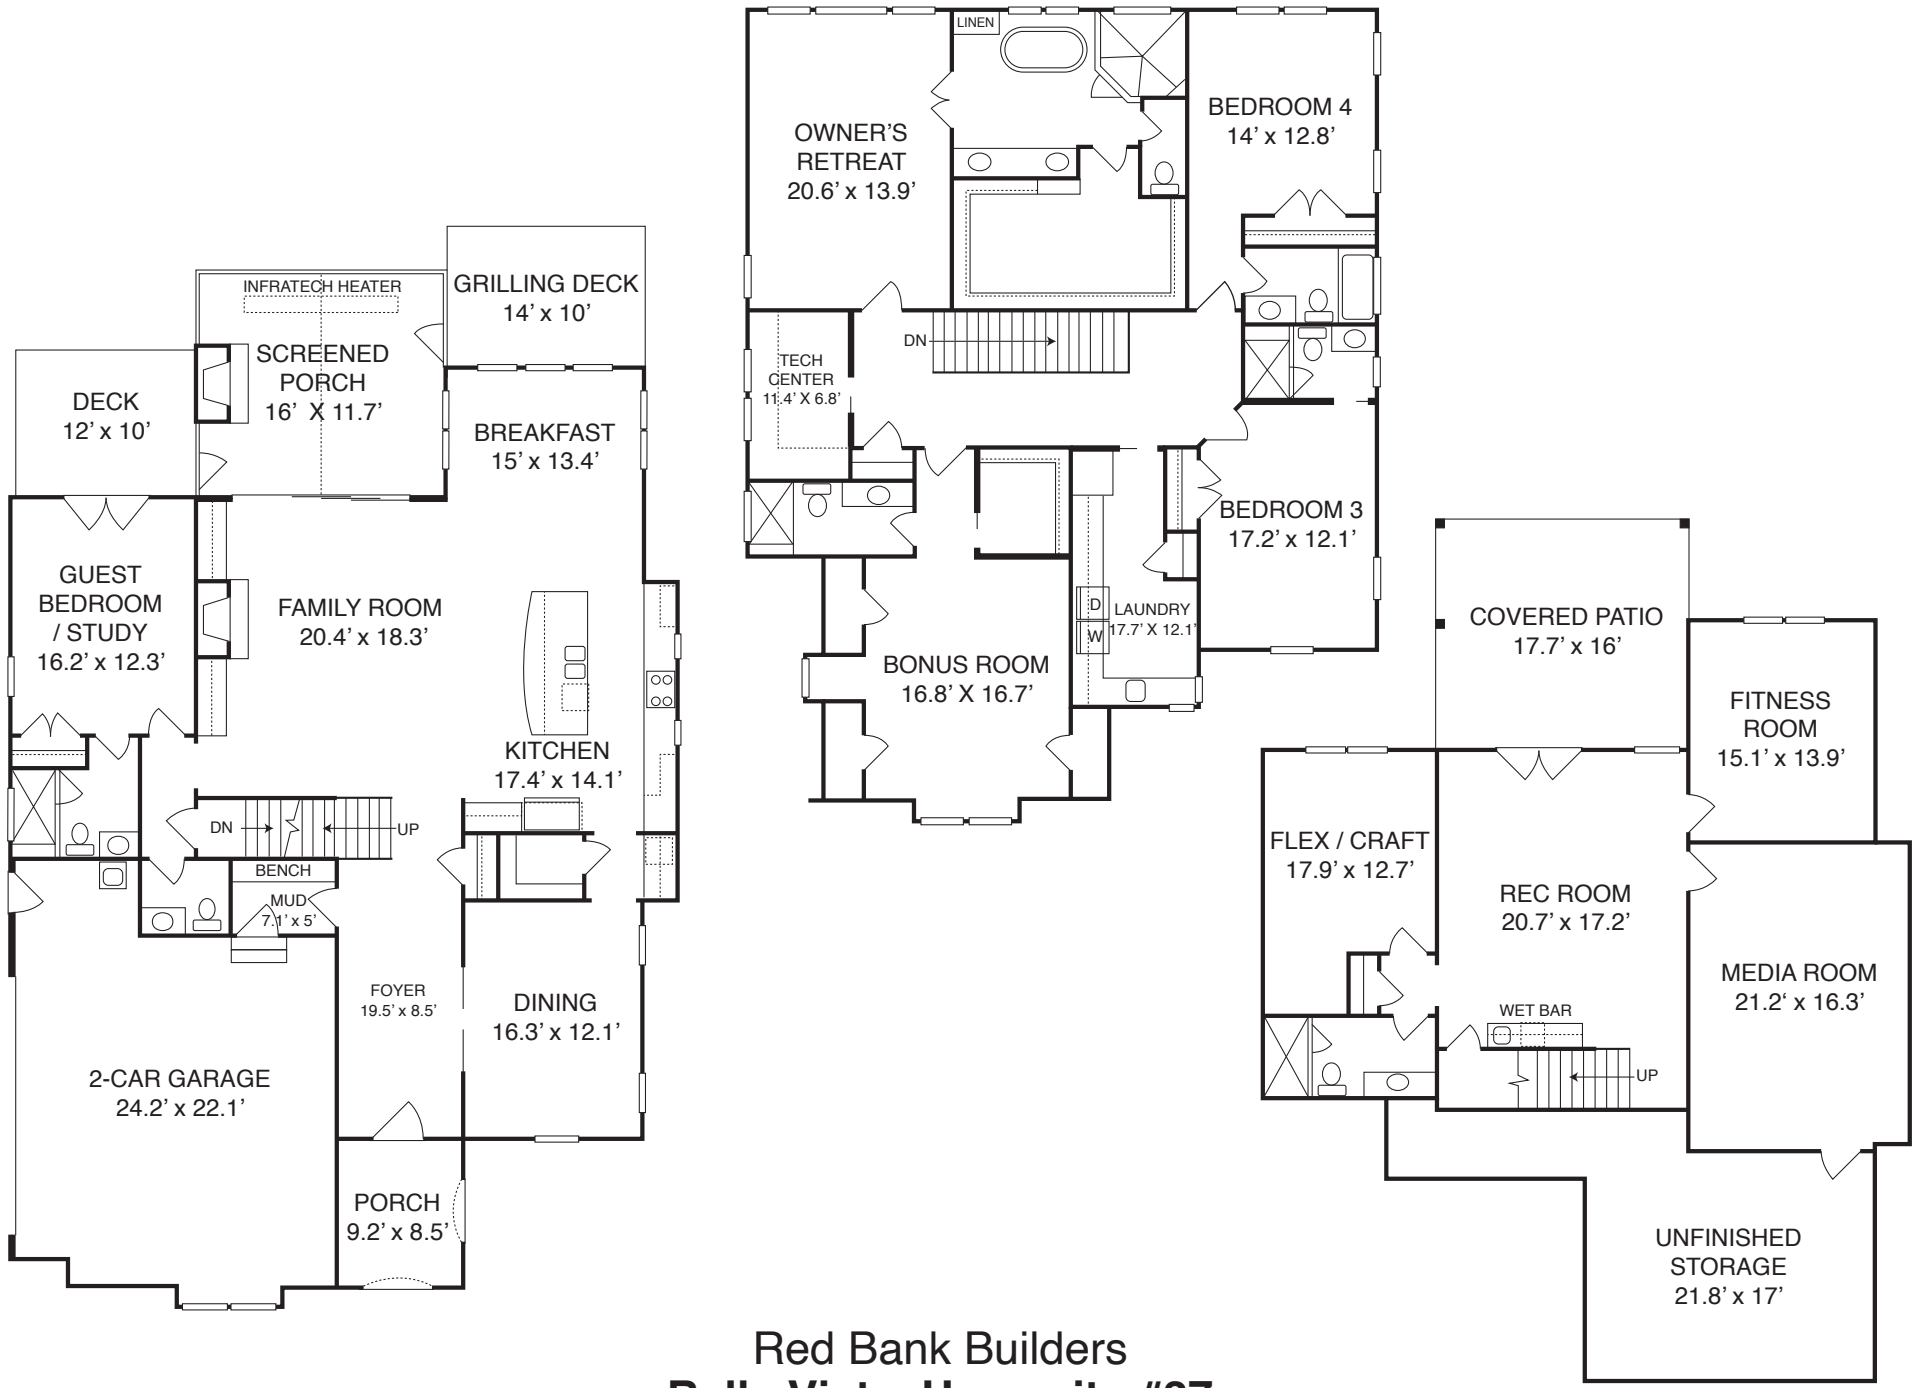 INFRATECH HEATER
GRILLING DECK
14’ x 10’
SCREENED
PORCH
16’ X 11.7’
DECK
12’ x 10’
BREAKFAST
15’ x 13.4’
GUEST
BEDROOM
/ STUDY
16.2’ x 12.3’
FAMILY ROOM
20.4’ x 18.3’
KITCHEN
17.4’ x 14.1’
DN
UP
BENCH
MUD
7.1’ x 5’
FOYER
19.5’ x 8.5’
DINING
16.3’ x 12.1’
2-CAR GARAGE
24.2’ x 22.1’
PORCH
9.2’ x 8.5’
LINEN
OWNER’S
RETREAT
20.6’ x 13.9’
BEDROOM 4
14’ x 12.8’
DN
TECH
CENTER
11.4’ X 6.8’
BEDROOM 3
17.2’ x 12.1’
D
W
LAUNDRY
17.7’ X 12.1’
BONUS ROOM
16.8’ X 16.7’
COVERED PATIO
17.7’ x 16’
FITNESS
ROOM
15.1’ x 13.9’
FLEX / CRAFT
17.9’ x 12.7’
REC ROOM
20.7’ x 17.2’
MEDIA ROOM
21.2‘ x 16.3’
WET BAR
UP
UNFINISHED
STORAGE
21.8’ x 17’
Red Bank Builders